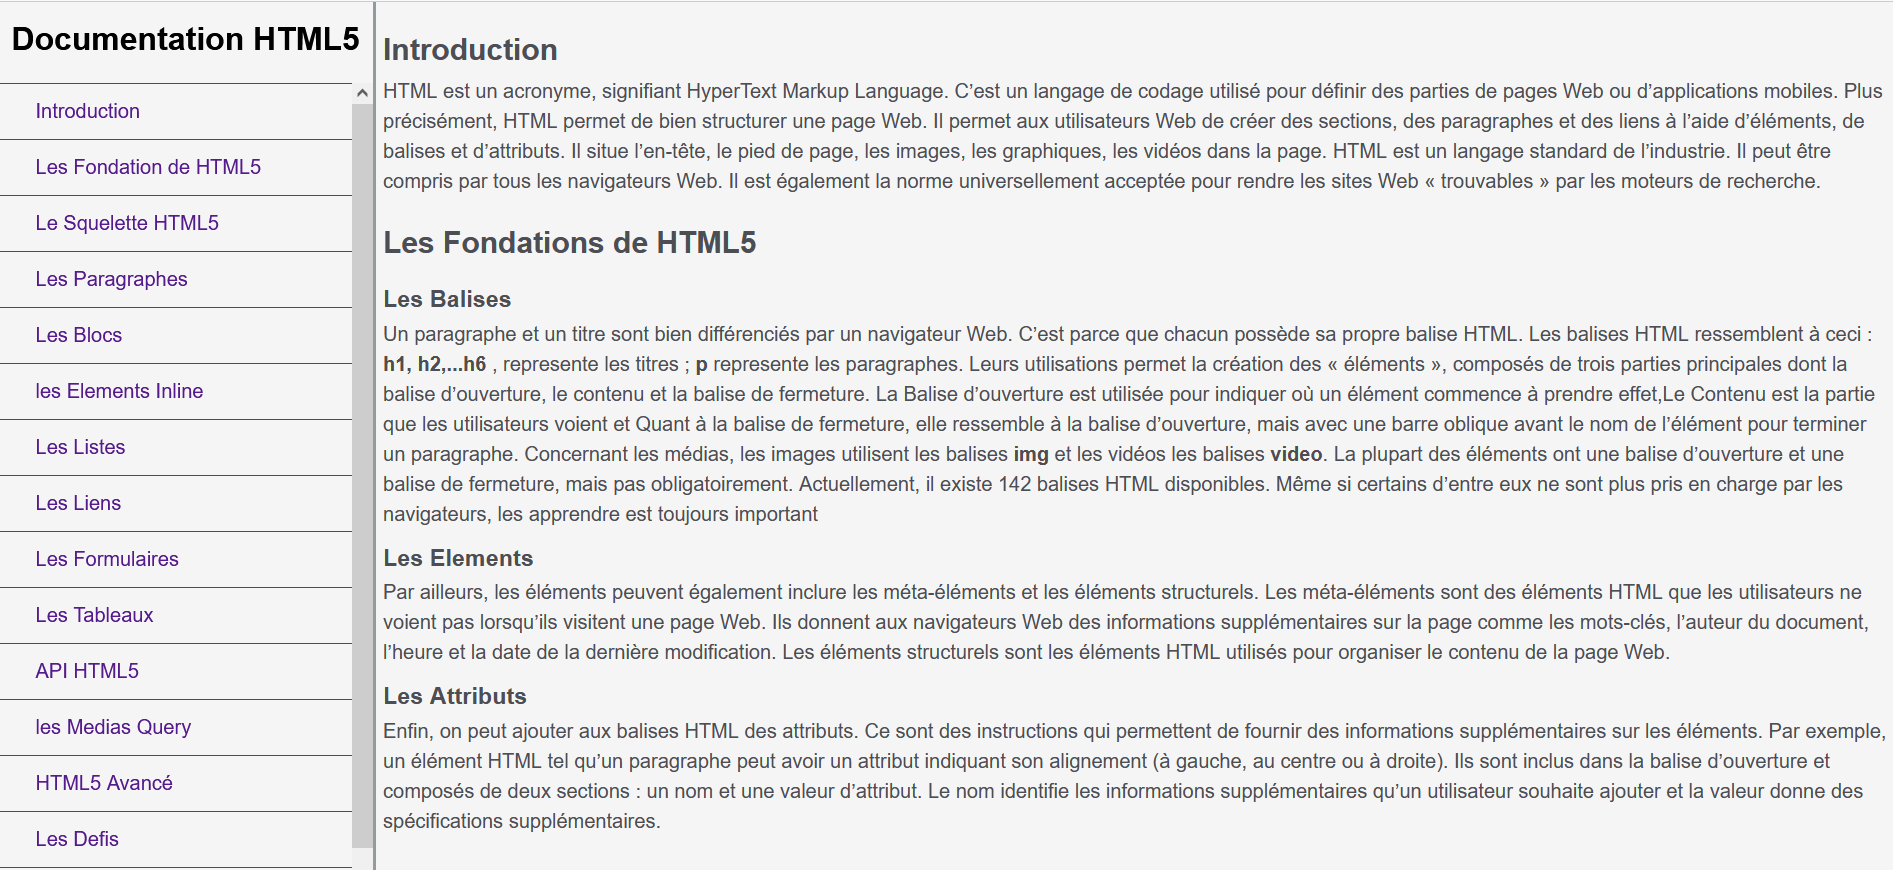 Documentation HTML5
Introduction
Les Fondation de HTML5
Le Squelette HTML5
Les Paragraphes
Les Blocs
les Elements Inline
Les Listes
Les Liens
Les Formulaires
Les Tableaux
API HTML5
les Medias Query
HTML5 Avancé
Les Defis
Introduction
HTML est un acronyme, signifiant HyperText Markup Language. C’est un langage de codage utilisé pour définir des parties de pages Web ou d’applications mobiles. Plus
précisément, HTML permet de bien structurer une page Web. Il permet aux utilisateurs Web de créer des sections, des paragraphes et des liens à l’aide d’éléments, de
balises et d’attributs. Il situe l’en-tête, le pied de page, les images, les graphiques, les vidéos dans la page. HTML est un langage standard de l’industrie. Il peut être
compris par tous les navigateurs Web. Il est également la norme universellement acceptée pour rendre les sites Web « trouvables » par les moteurs de recherche.
Les Fondations de HTML5
Les Balises
Un paragraphe et un titre sont bien différenciés par un navigateur Web. C’est parce que chacun possède sa propre balise HTML. Les balises HTML ressemblent à ceci :
h1, h2,...h6 , represente les titres ; p represente les paragraphes. Leurs utilisations permet la création des « éléments », composés de trois parties principales dont la
balise d’ouverture, le contenu et la balise de fermeture. La Balise d’ouverture est utilisée pour indiquer où un élément commence à prendre effet,Le Contenu est la partie
que les utilisateurs voient et Quant à la balise de fermeture, elle ressemble à la balise d’ouverture, mais avec une barre oblique avant le nom de l’élément pour terminer
un paragraphe. Concernant les médias, les images utilisent les balises img et les vidéos les balises video. La plupart des éléments ont une balise d’ouverture et une
balise de fermeture, mais pas obligatoirement. Actuellement, il existe 142 balises HTML disponibles. Même si certains d’entre eux ne sont plus pris en charge par les
navigateurs, les apprendre est toujours important
Les Elements
Par ailleurs, les éléments peuvent également inclure les méta-éléments et les éléments structurels. Les méta-éléments sont des éléments HTML que les utilisateurs ne
voient pas lorsqu’ils visitent une page Web. Ils donnent aux navigateurs Web des informations supplémentaires sur la page comme les mots-clés, l’auteur du document,
l’heure et la date de la dernière modification. Les éléments structurels sont les éléments HTML utilisés pour organiser le contenu de la page Web.
Les Attributs
Enfin, on peut ajouter aux balises HTML des attributs. Ce sont des instructions qui permettent de fournir des informations supplémentaires sur les éléments. Par exemple,
un élément HTML tel qu’un paragraphe peut avoir un attribut indiquant son alignement (à gauche, au centre ou à droite). Ils sont inclus dans la balise d’ouverture et
composés de deux sections : un nom et une valeur d’attribut. Le nom identifie les informations supplémentaires qu’un utilisateur souhaite ajouter et la valeur donne des
spécifications supplémentaires.